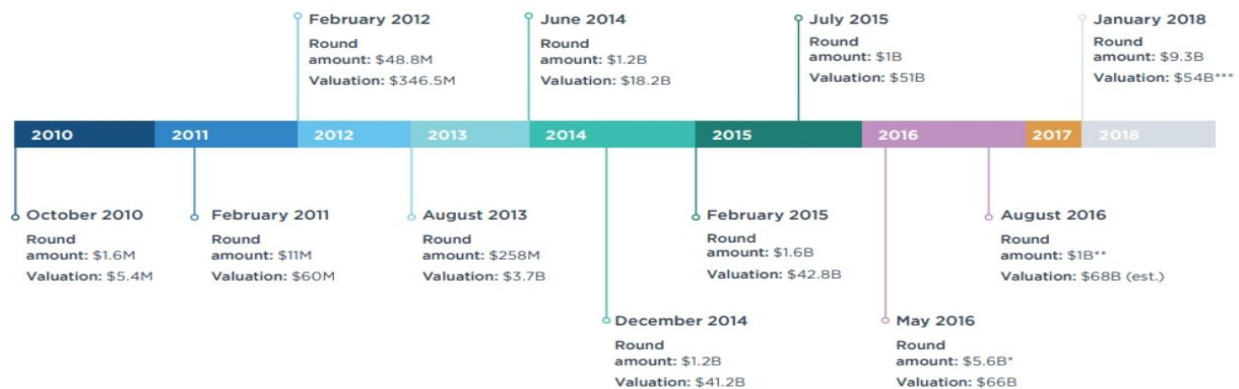 February 2012
Round
amount: $48.8M
Valuation: $346.5M
June 2014
Round
amount: $1.2B
Valuation: $18.2B
July 2015
Round
amount: $1B
Valuation: $51B
January 2018
Round
amount: $9.3B
Valuation: $54B***
2010
2011
2012
2013
2014
2015
2016
2017
2018
October 2010
Round
amount: $1.6M
Valuation: $5.4M
February 2011
Round
amount: $11M
Valuation: $60M
August 2013
Round
amount: $258M
Valuation: $3.7B
February 2015
Round
amount: $1.6B
Valuation: $42.8B
August 2016
Round
amount: $1B**
Valuation: $68B (est.)
December 2014
Round
amount: $1.2B
Valuation: $41.2B
May 2016
Round
amount: $5.6B*
Valuation: $66B